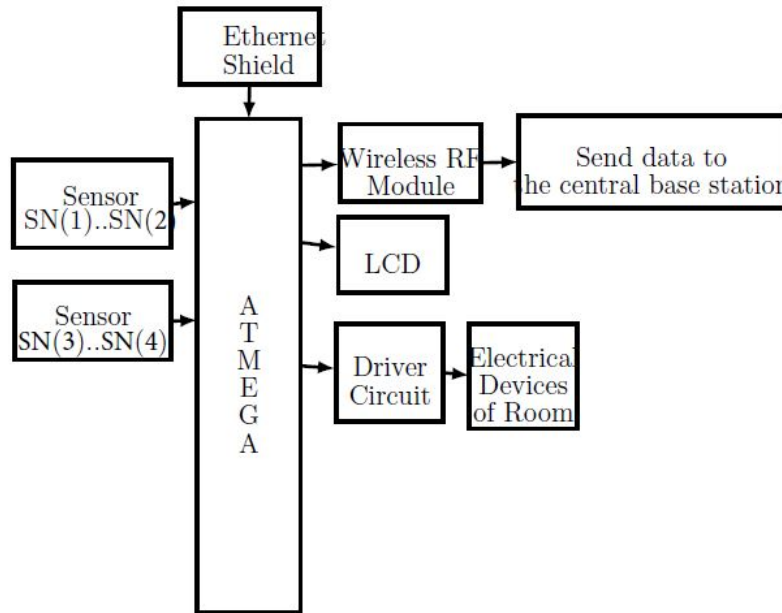 Ethernet
Shield
Wireless RF
Module
Send data to
the central base station
Sensor
SN(1)..SN(2)
LCD
Sensor
SN(3)..SN(4)
A
T
M
E
G
A
Driver
Circuit
Electrical
Devices
of Room